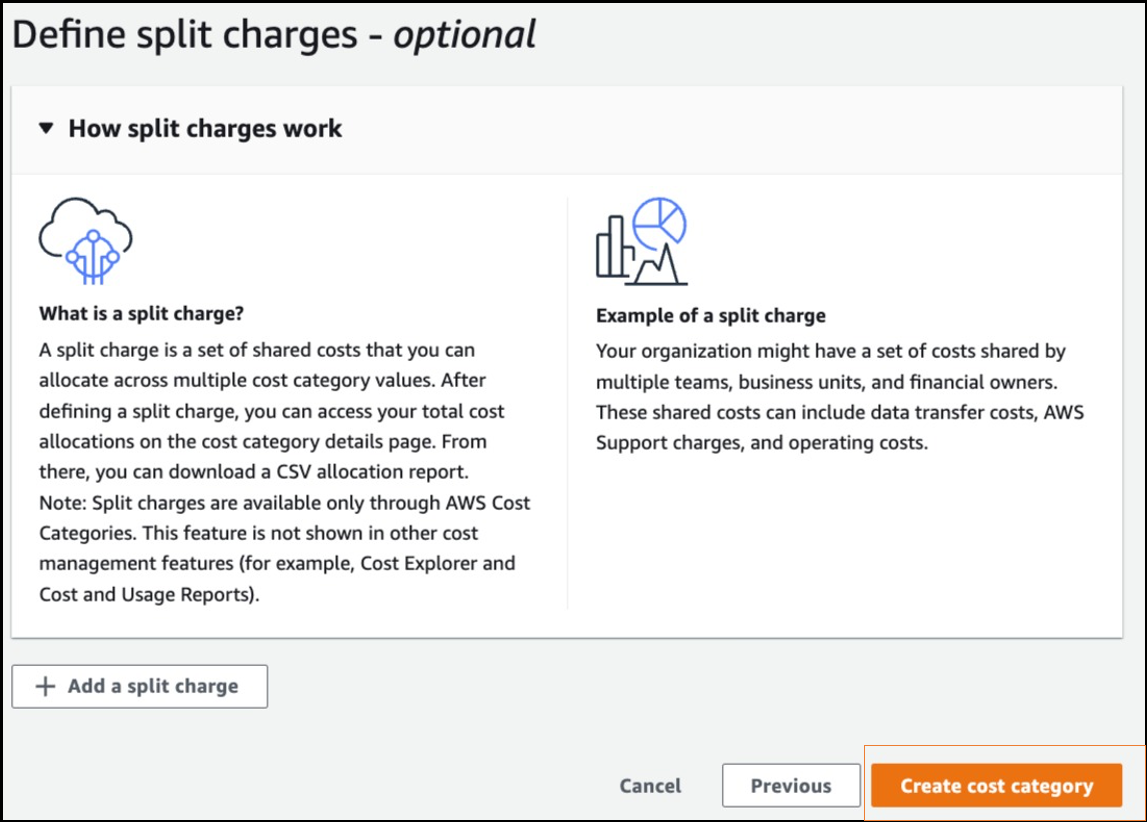 Define split charges - optional
How split charges work
What is a split charge?
A split charge is a set of shared costs that you can
allocate across multiple cost category values. After
defining a split charge, you can access your total cost
allocations on the cost category details page. From
there, you can download a CSV allocation report.
Note: Split charges are available only through AWS Cost
Categories. This feature is not shown in other cost
management features (for example, Cost Explorer and
Cost and Usage Reports).
Example of a split charge
Your organization might have a set of costs shared by
multiple teams, business units, and financial owners.
These shared costs can include data transfer costs, AWS
Support charges, and operating costs.
Add a split charge
Cancel
Previous
Create cost category